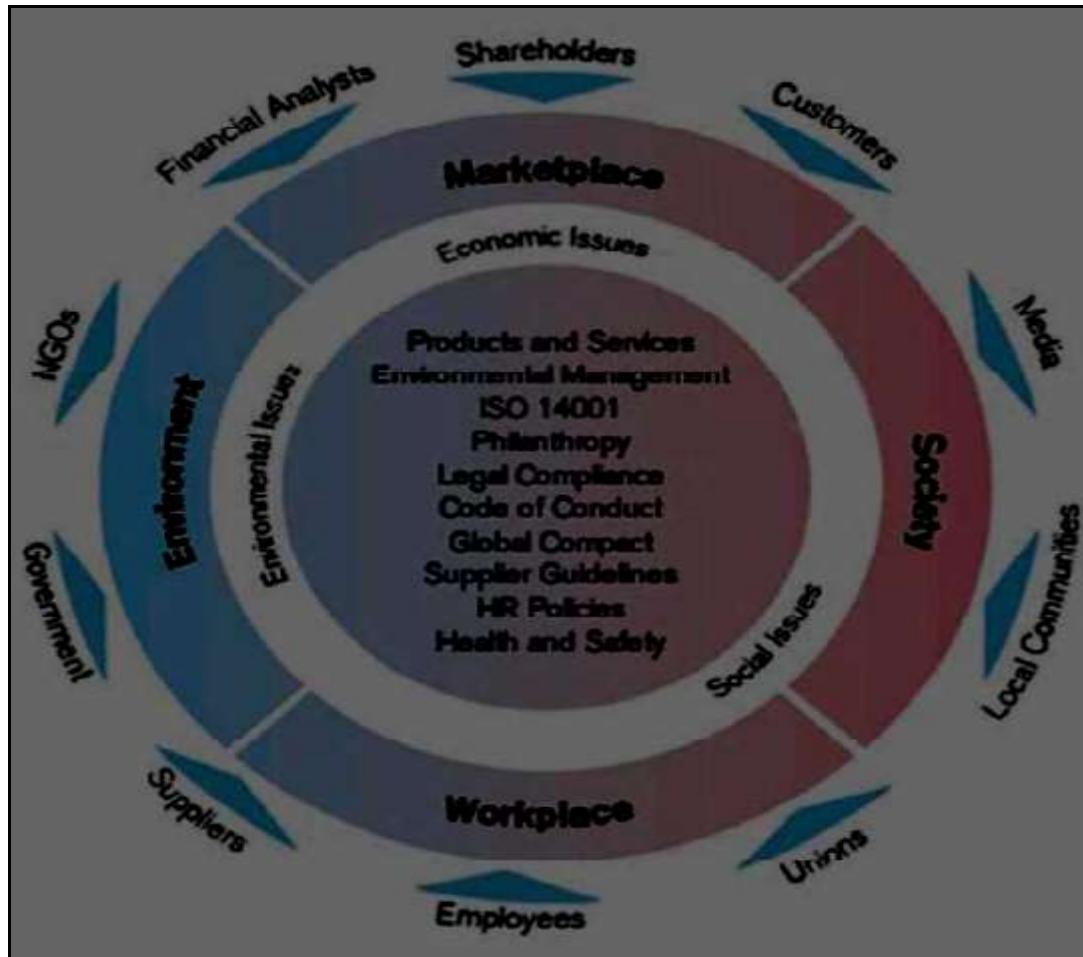 Shareholders
Financial Analysts
Customers
Marketplace
Economic Issues
NGOs
Media
Environment
Environmental Issues
Products and Services
Environmental Management
ISO 14001
Philanthropy
Legal Compliance
Code of Conduct
Global Compact
Supplier Guidelines
HR Policies
Health and Safety
Society
Social Issues
Government
Local Communities
Suppliers
Workplace
Unions
Employees